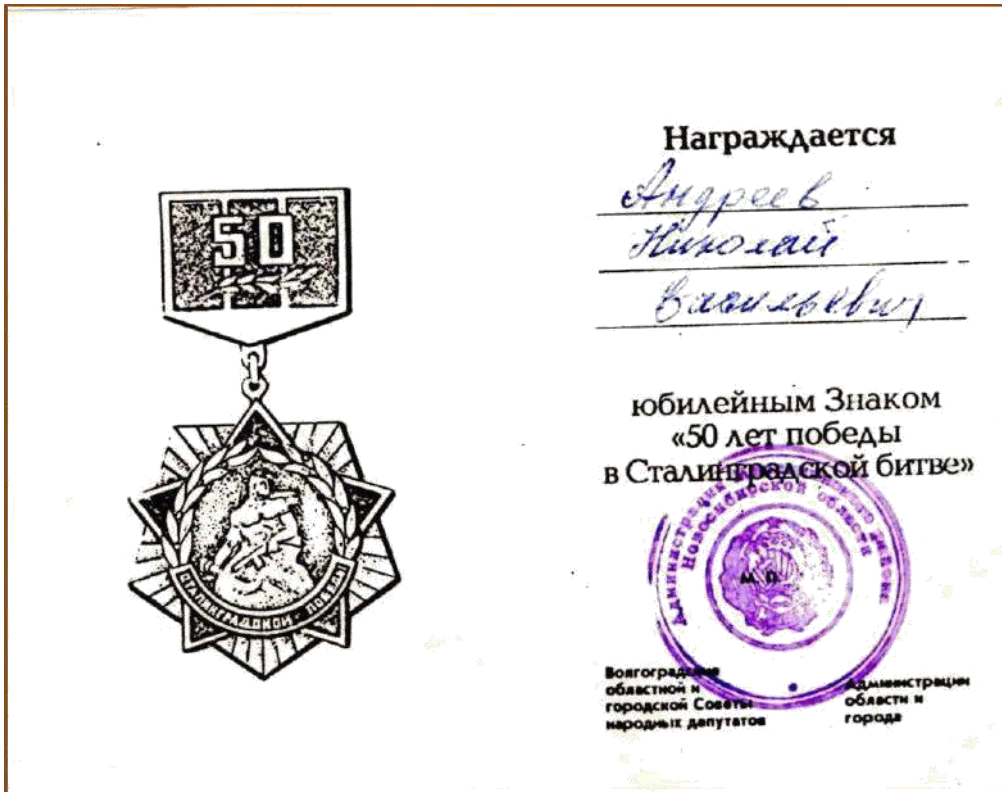 50
СТАЛИНГРАДСКОЙ ПОБЕДЫ
Награждается
Андреев
Николай
Васильевич
юбилейным Знаком
«50 лет победы
в Сталинградской битве»
Администрация
Новосибирской области
М. П.
Волгоградские
областной и
городской Советы
народных депутатов
Администрации
области и
города